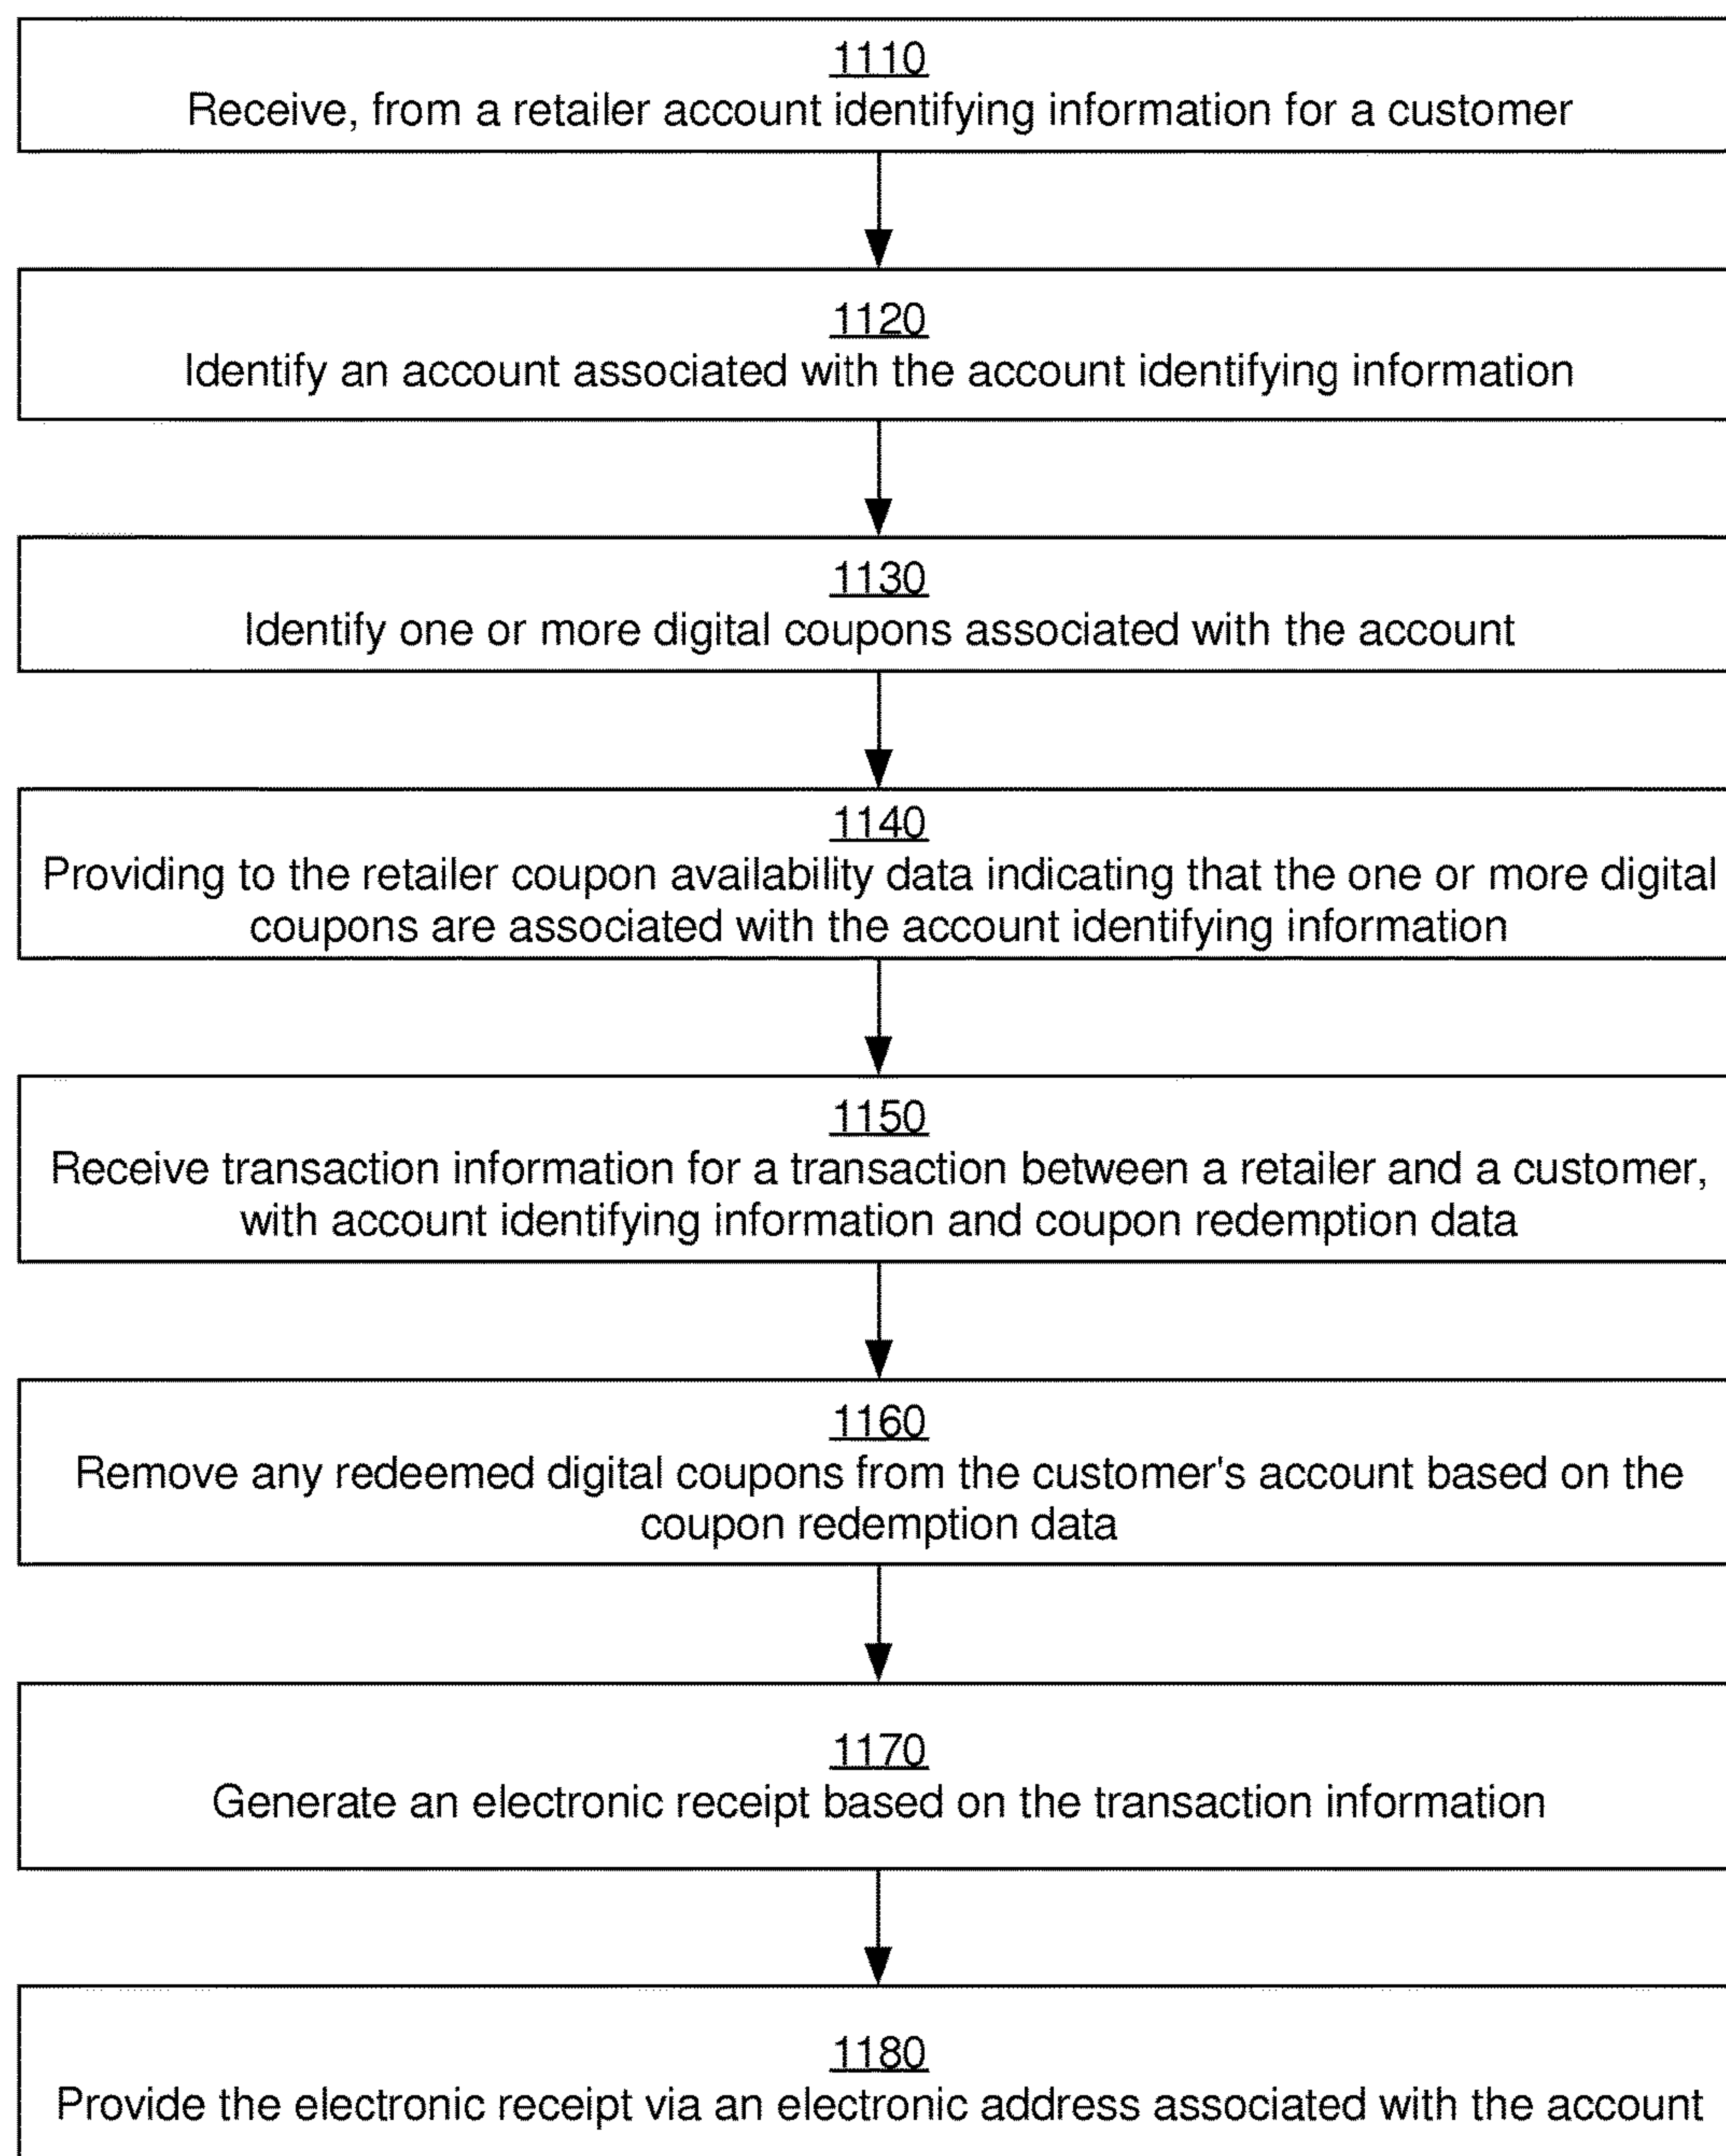 1110
Receive, from a retailer account identifying information for a customer
1120
Identify an account associated with the account identifying information
1130
Identify one or more digital coupons associated with the account
1140
Providing to the retailer coupon availability data indicating that the one or more digital
coupons are associated with the account identifying information
1150
Receive transaction information for a transaction between a retailer and a customer,
with account identifying information and coupon redemption data
1160
Remove any redeemed digital coupons from the customer's account based on the
coupon redemption data
1170
Generate an electronic receipt based on the transaction information
1180
Provide the electronic receipt via an electronic address associated with the account